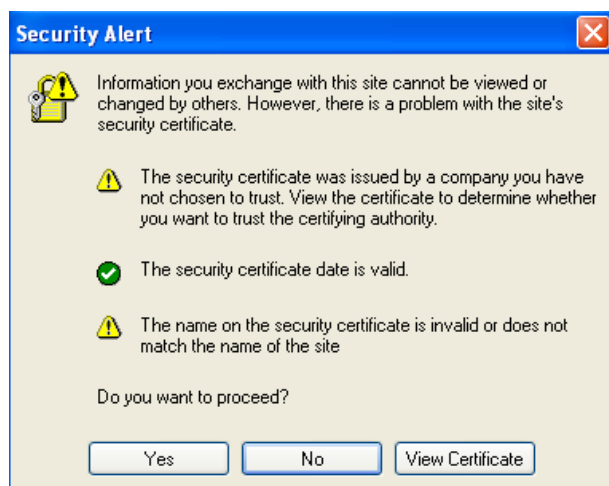 Security Alert
Information you exchange with this site cannot be viewed or
changed by others. However, there is a problem with the site's
security certificate.
The security certificate was issued by a company you have
not chosen to trust. View the certificate to determine whether
you want to trust the certifying authority.
The security certificate date is valid.
The name on the security certificate is invalid or does not
match the name of the site
Do you want to proceed?
Yes No View Certificate